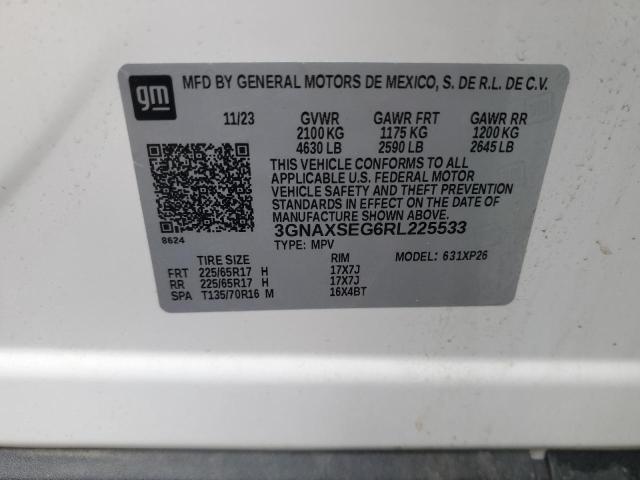 gm
MFD BY GENERAL MOTORS DE MEXICO, S. DE R.L. DE C.V.
11/23 GVWR GAWR FRT GAWR RR
2100 KG 1175 KG 1200 KG
4630 LB 2590 LB 2645 LB
THIS VEHICLE CONFORMS TO ALL
APPLICABLE U.S. FEDERAL MOTOR
VEHICLE SAFETY AND THEFT PREVENTION
STANDARDS IN EFFECT ON THE DATE OF
MANUFACTURE SHOWN ABOVE.
3GNAXSEG6RL225533
8624
TYPE: MPV MODEL: 631XP26
TIRE SIZE RIM
FRT 225/65R17 H 17X7J
RR 225/65R17 H 17X7J
SPA T135/70R16 M 16X4BT